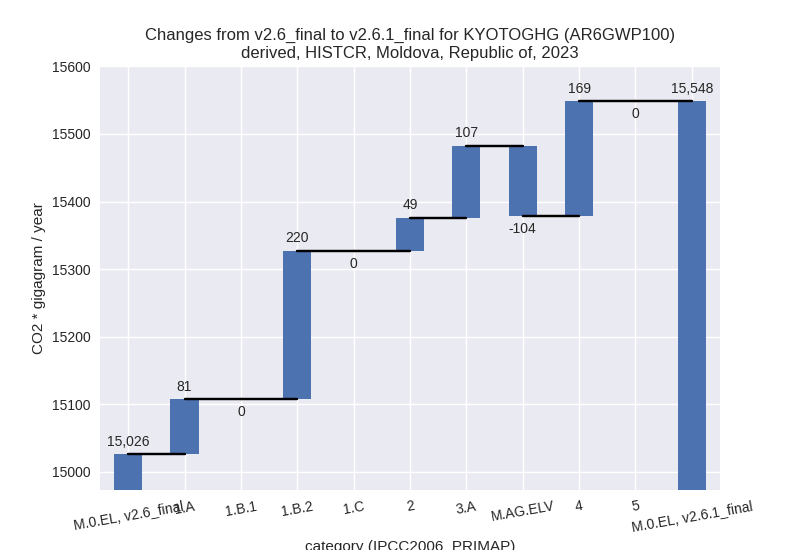 Changes from v2.6_final to v2.6.1_final for KYOTOGHG (AR6GWP100)
derived, HISTCR, Moldova, Republic of, 2023
15600
15500
15400
15300
15200
15100
15000
CO2 * gigagram / year
15,026
81
0
220
0
49
107
-104
169
0
15,548
M.0.EL, v2.6_final
1.A
1.B.1
1.B.2
1.C
2
3.A
M.AG.ELV
4
5
M.0.EL, v2.6.1_final
category (IPCC2006_PRIMAP)